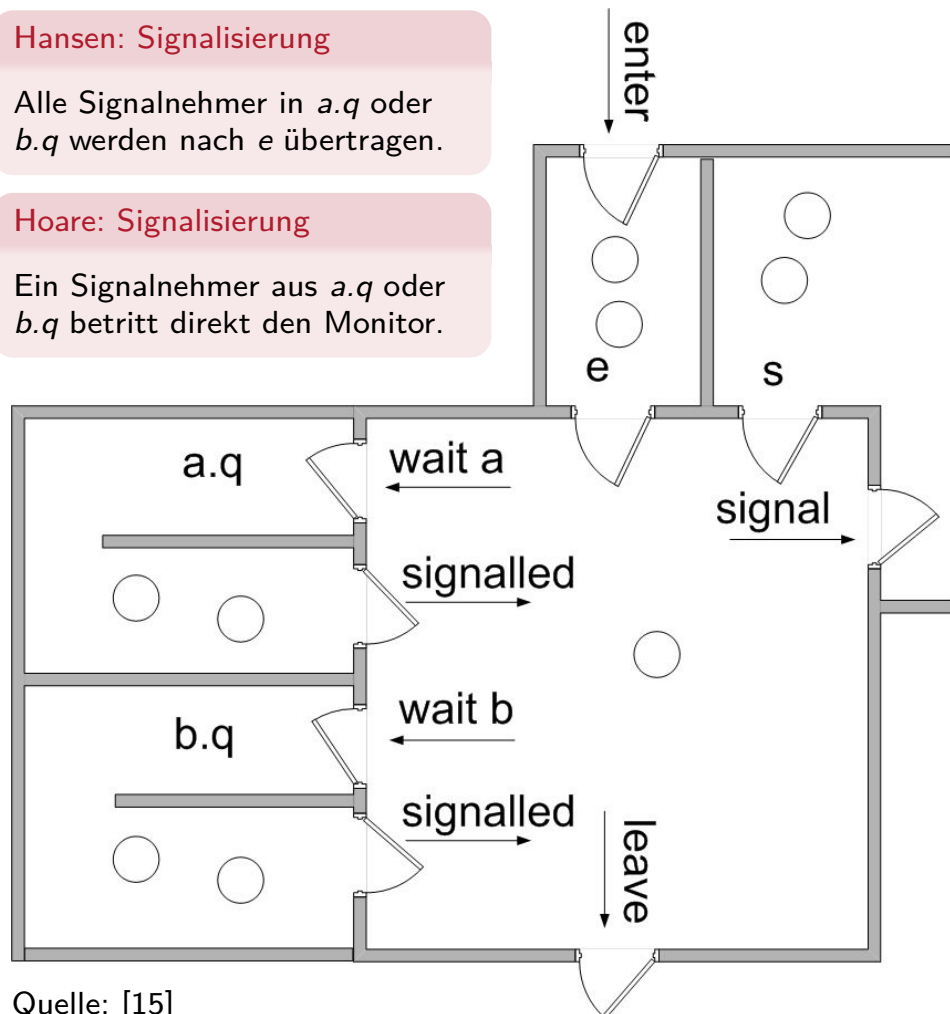 Hansen: Signalisierung
Alle Signalnehmer in a.q oder
b.q werden nach e übertragen.
Hoare: Signalisierung
Ein Signalnehmer aus a.q oder
b.q betritt direkt den Monitor.
enter
e
s
a.q
wait a
signal
signalled
b.q
wait b
signalled
leave
Quelle: [15]